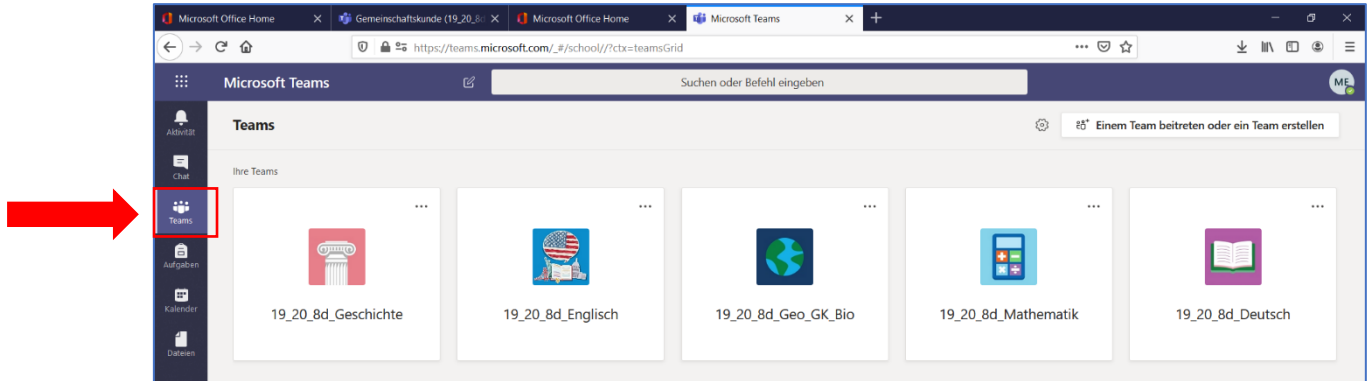 Microsoft Office Home
Gemeinschaftskunde (19_20_8d
Microsoft Office Home
Microsoft Teams
https://teams.microsoft.com/_#/school//?ctx=teamsGrid
Microsoft Teams
Suchen oder Befehl eingeben
ME
Aktivität
Chat
Teams
Aufgaben
Kalender
Dateien
Teams
Einem Team beitreten oder ein Team erstellen
Ihre Teams
19_20_8d_Geschichte
19_20_8d_Englisch
19_20_8d_Geo_GK_Bio
19_20_8d_Mathematik
19_20_8d_Deutsch